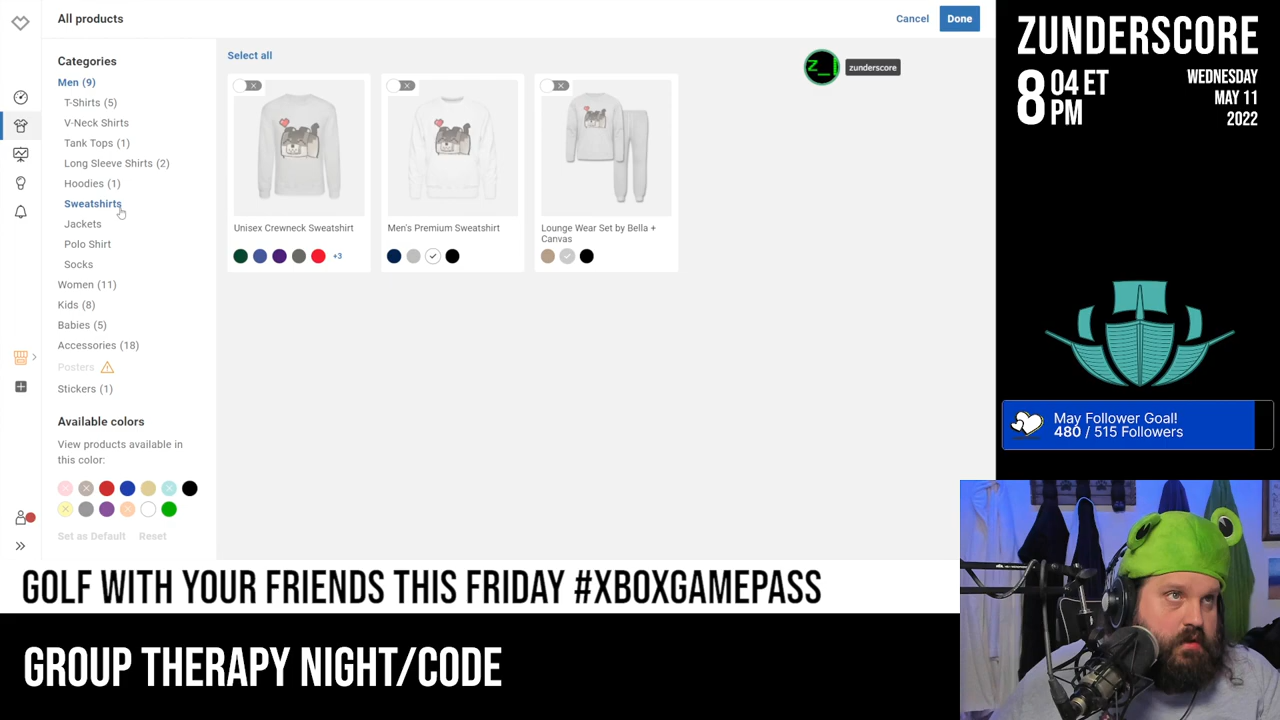 All products
Cancel
Done
Categories
Men (9)
T-Shirts (5)
V-Neck Shirts
Tank Tops (1)
Long Sleeve Shirts (2)
Hoodies (1)
Sweatshirts
Jackets
Polo Shirt
Socks
Women (11)
Kids (8)
Babies (5)
Accessories (18)
Posters
Stickers (1)
Available colors
View products available in
this color:
Set as Default
Reset
Select all
Unisex Crewneck Sweatshirt
+3
Men's Premium Sweatshirt
Lounge Wear Set by Bella +
Canvas
z_
zunderscore
ZUNDERSCORE
8 04 ET
PM
WEDNESDAY
MAY 11
2022
May Follower Goal!
480 / 515 Followers
GOLF WITH YOUR FRIENDS THIS FRIDAY #XBOXGAMEPASS
GROUP THERAPY NIGHT/CODE